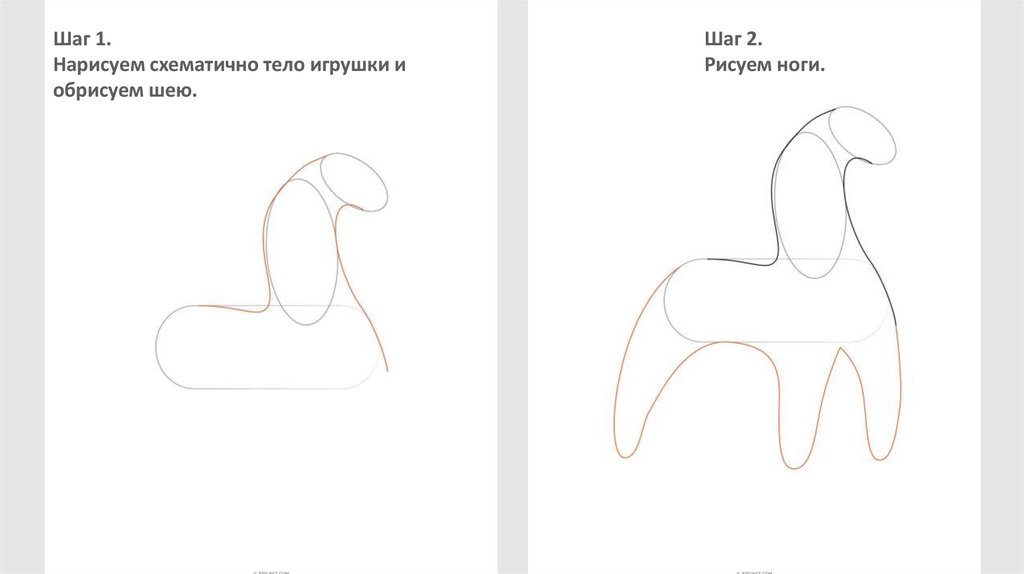 Шаг 1.
Нарисуем схематично тело игрушки и
обрисуем шею.
Шаг 2.
Рисуем ноги.